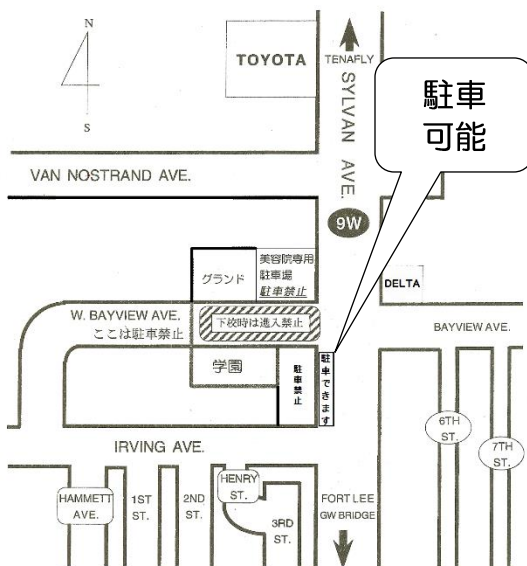 N
S
TOYOTA
TENAFLY
SYLVAN AVE.
駐車
可能
VAN NOSTRAND AVE.
9W
グランド
美容院専用
駐車場
駐車禁止
DELTA
W. BAYVIEW AVE.
ここは駐車禁止
下校時は進入禁止
BAYVIEW AVE.
学園
駐車禁止
駐車できます
IRVING AVE.
6TH
ST.
7TH
ST.
HAMMETT
AVE.
1ST
ST.
2ND
ST.
HENRY
ST.
3RD
ST.
FORT LEE
GW BRIDGE